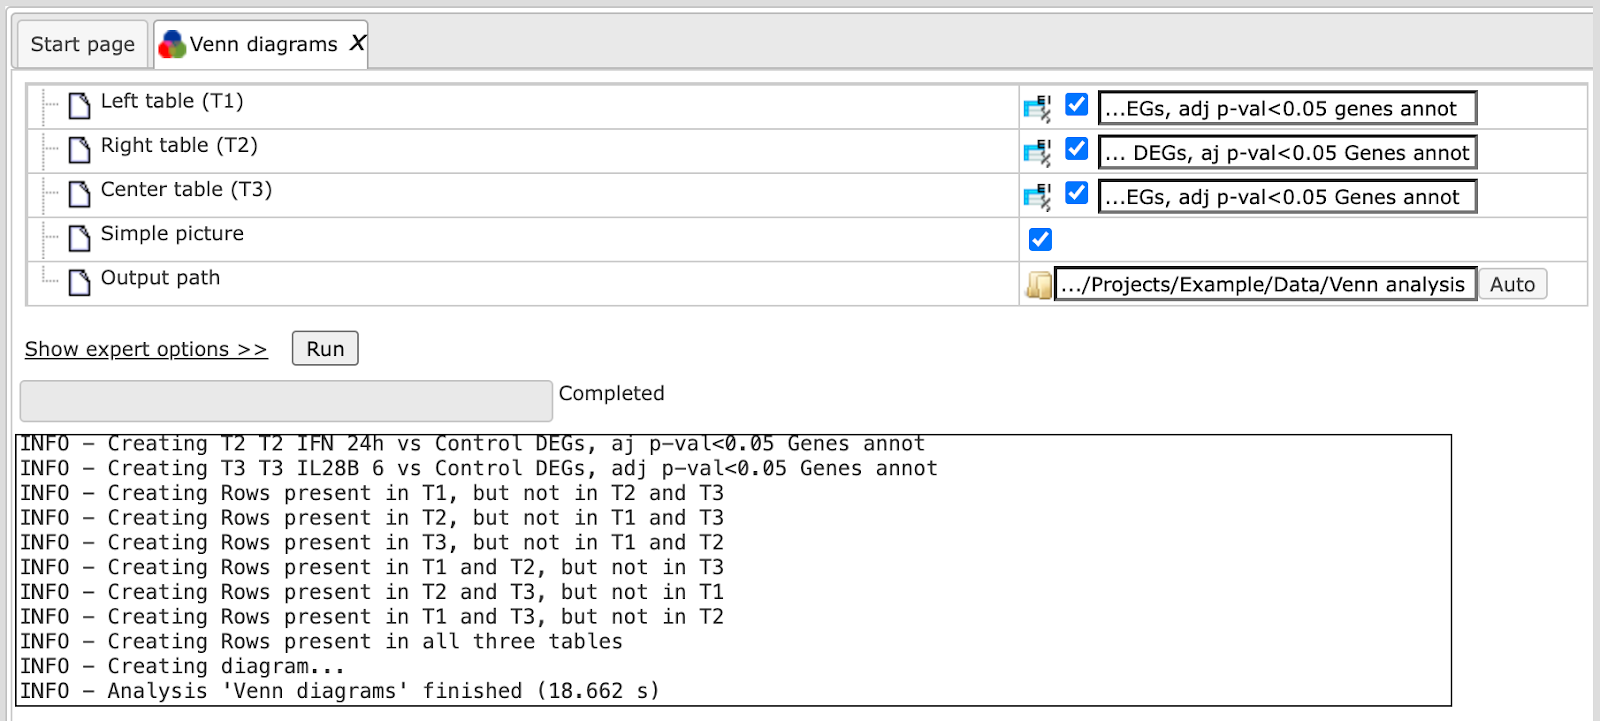 Start page
Venn diagrams X
Left table (T1)
...EGs, adj p-val<0.05 genes annot
Right table (T2)
... DEGs, aj p-val<0.05 Genes annot
Center table (T3)
...EGs, adj p-val<0.05 Genes annot
Simple picture
Output path
.../Projects/Example/Data/Venn analysis
Auto
Show expert options >>
Run
Completed
INFO - Creating T2 T2 IFN 24h vs Control DEGs, aj p-val<0.05 Genes annot
INFO - Creating T3 T3 IL28B 6 vs Control DEGs, adj p-val<0.05 Genes annot
INFO - Creating Rows present in T1, but not in T2 and T3
INFO - Creating Rows present in T2, but not in T1 and T3
INFO - Creating Rows present in T3, but not in T1 and T2
INFO - Creating Rows present in T1 and T2, but not in T3
INFO - Creating Rows present in T2 and T3, but not in T1
INFO - Creating Rows present in T1 and T3, but not in T2
INFO - Creating Rows present in all three tables
INFO - Creating diagram...
INFO - Analysis 'Venn diagrams' finished (18.662 s)